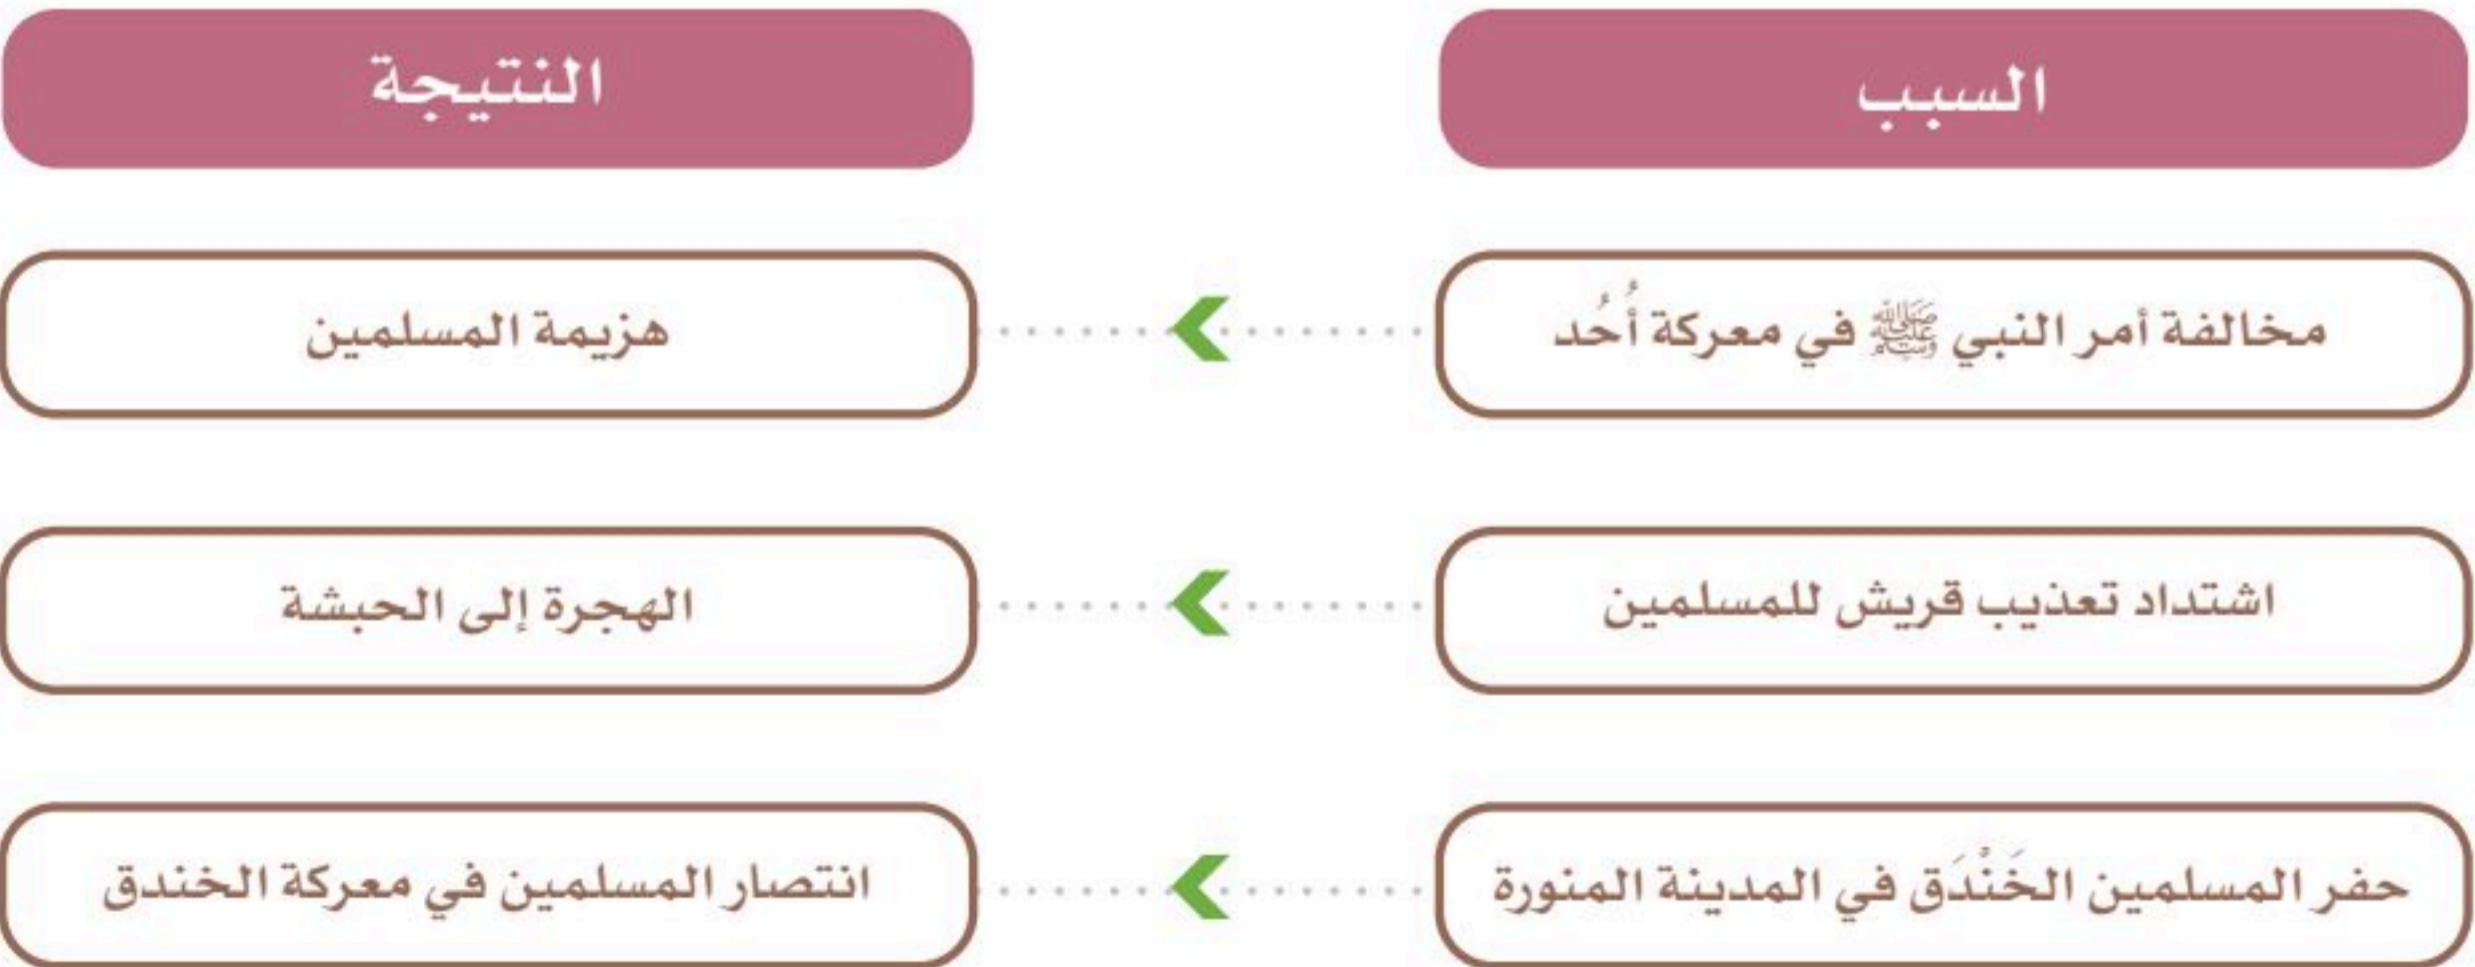 السبب
النتيجة
مخالفة أمر النبي ﷺ في معركة أُحُد
هزيمة المسلمين
اشتداد تعذيب قريش للمسلمين
الهجرة إلى الحبشة
حفر المسلمين الخَنْدَق في المدينة المنورة
انتصار المسلمين في معركة الخندق